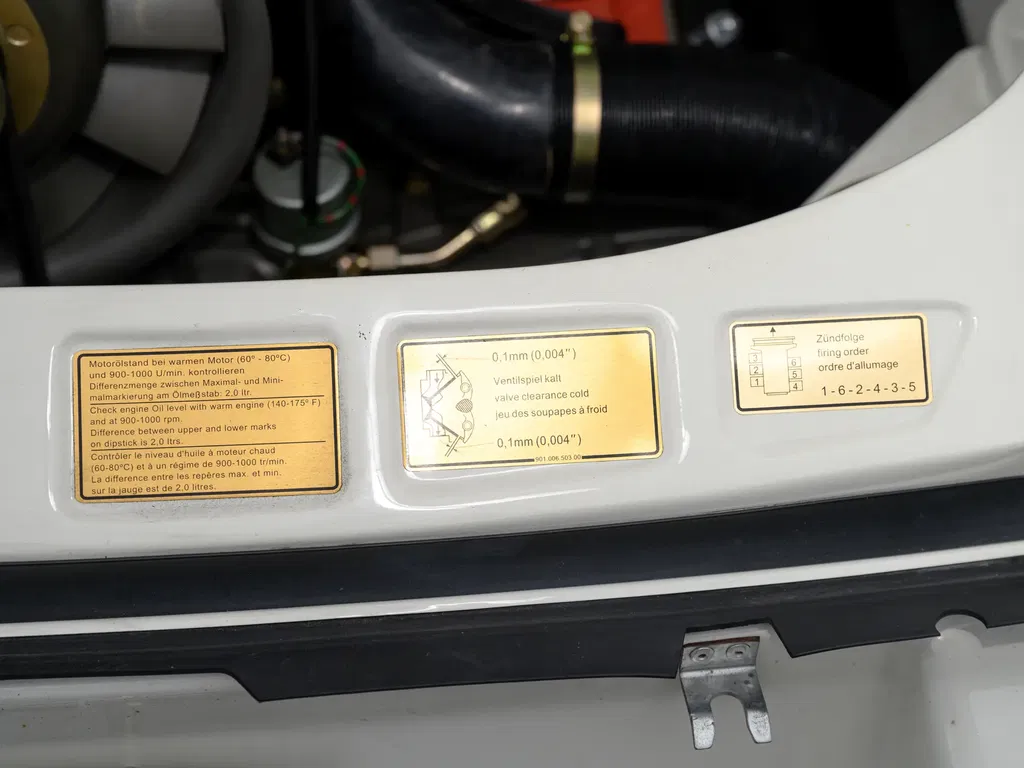 Motorölstand bei warmen Motor (60° - 80°C)
und 900-1000 U/min. kontrollieren
Differenzmenge zwischen Maximal- und Mini-
malmarkierung am Ölmeßstab: 2,0 ltr.
Check engine Oil level with warm engine (140-175° F)
and at 900-1000 rpm.
Difference between upper and lower marks
on dipstick is 2,0 ltrs.
Contrôler le niveau d'huile à moteur chaud
(60-80°C) et à un régime de 900-1000 tr/min.
La difference entre les repères max. et min.
sur la jauge est de 2,0 litres.
0.1mm (0,004")
Ventilspiel kalt
valve clearance cold
jeu des soupapes à froid
0,1mm (0,004")
901.006.503.00
Zündfolge
firing order
ordre d'allumage
1-6-2-4-3-5
3 6
2 5
1 4